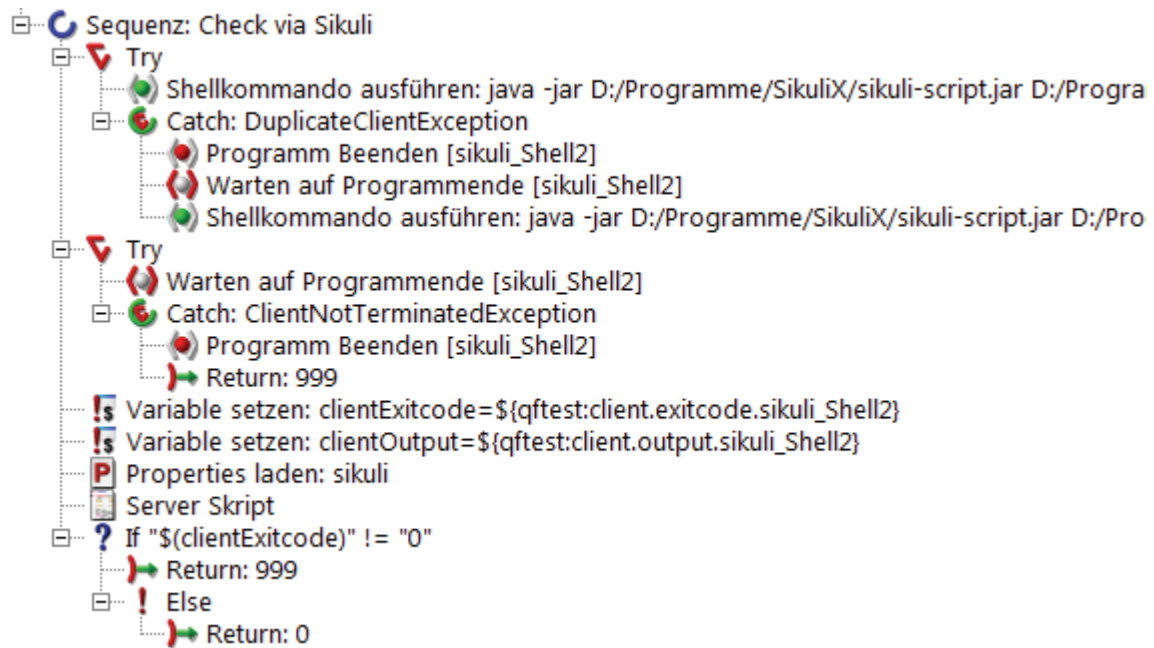 Sequenz: Check via Sikuli
Try
Shellkommando ausführen: java -jar D:/Programme/SikuliX/sikuli-script.jar D:/Progra
Catch: DuplicateClientException
Programm Beenden [sikuli_Shell2]
Warten auf Programmende [sikuli_Shell2]
Shellkommando ausführen: java -jar D:/Programme/SikuliX/sikuli-script.jar D:/Pro
Try
Warten auf Programmende [sikuli_Shell2]
Catch: ClientNotTerminatedException
Programm Beenden [sikuli_Shell2]
Return: 999
Variable setzen: clientExitcode=${qftest:client.exitcode.sikuli_Shell2}
Variable setzen: clientOutput=${qftest:client.output.sikuli_Shell2}
Properties laden: sikuli
Server Skript
If "$(clientExitcode)" != "0"
Return: 999
Else
Return: 0